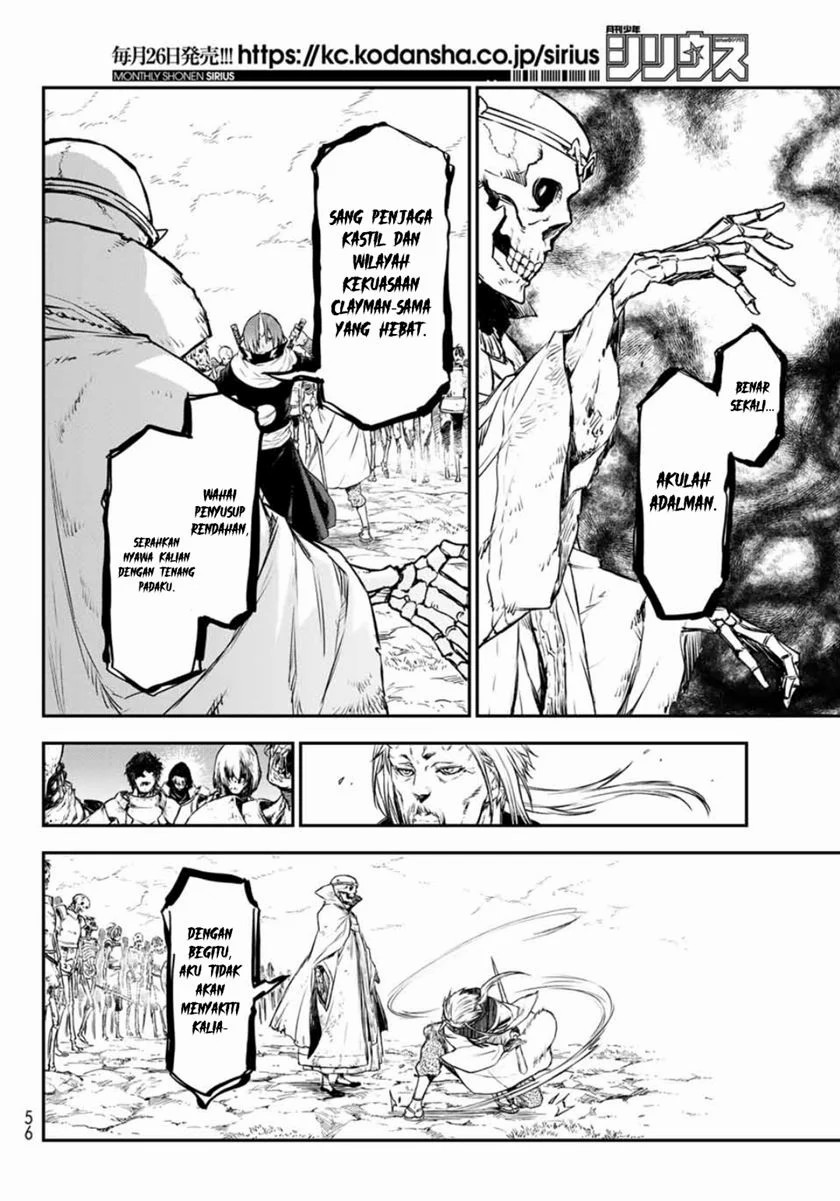 毎月26日発売!!! https://kc.kodansha.co.jp/sirius
MONTHLY SHONEN SIRIUS
月刊少年
シリウス
BENAR
SEKALI...
AKULAH
ADALMAN.
SANG PENJAGA
KASTIL DAN
WILAYAH
KEKUASAAN
CLAYMAN-SAMA
YANG HEBAT.
WAHAI
PENYUSUP
RENDAHAN,
SERAHKAN
NYAWA KALIAN
DENGAN TENANG
PADAKU.
DENGAN
BEGITU,
AKU TIDAK
AKAN
MENYAKITI
KALIA-
56